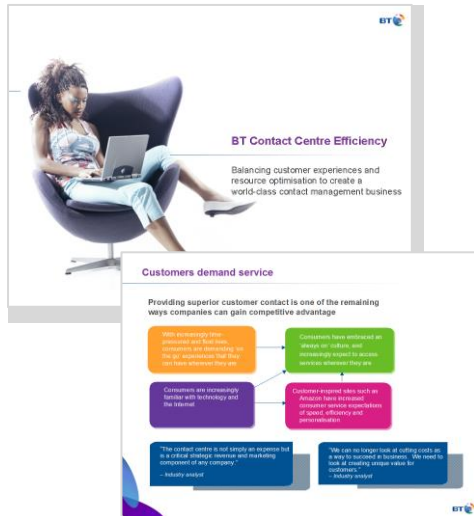 BT
BT Contact Centre Efficiency
Balancing customer experiences and
resource optimisation to create a
world-class contact management business
Customers demand service
Providing superior customer contact is one of the remaining
ways companies can gain competitive advantage
With increasingly time-
pressured and fluid lives,
consumers are demanding 'on
the go' experiences that they
can have wherever they are
Consumers have embraced an
'always on' culture, and
increasingly expect to access
services wherever they are
Consumers are increasingly
familiar with technology and
the Internet
Customer-inspired sites such as
Amazon have increased
consumer service expectations
of speed, efficiency and
personalisation
"The contact centre is not simply an expense but
is a critical strategic revenue and marketing
component of any company."
– Industry analyst
"We can no longer look at cutting costs as
a way to succeed in business. We need to
look at creating unique value for
customers."
– Industry analyst
BT